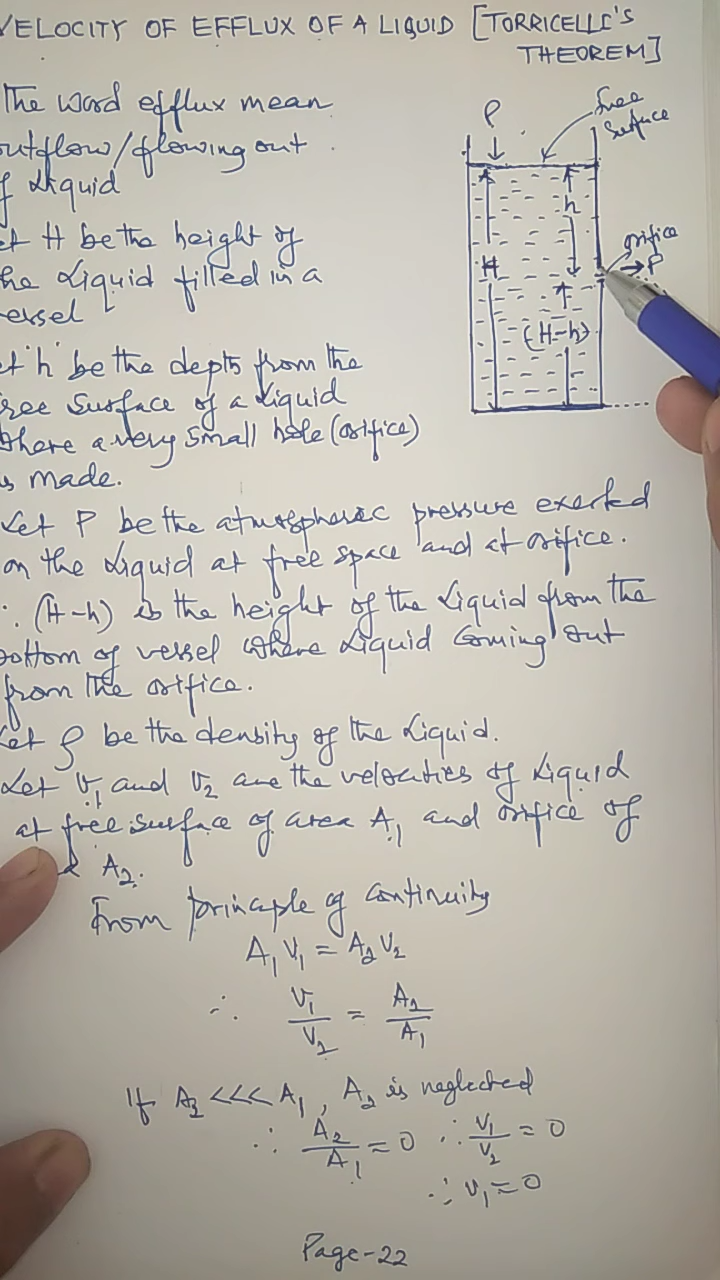 VELOCITY OF EFFLUX OF A LIQUID [TORRICELLI'S
THEOREM]
The word efflux mean
outflow/flowing out
of Liquid
et H be the height of
he Liquid filled in a
essel
et 'h' be the depth from the
ree Surface of a Liquid
where a very small hole (orifice)
is made.
P
free
surface
h
H
orifice
P
(H-h)
Let P be the atmospheric pressure exerted
on the Liquid at free space and at orifice.
∴ (H-h) is the height of the Liquid from the
bottom of vessel where Liquid coming out
from the orifice.
Let ρ be the density of the Liquid.
Let V₁ and V₂ are the velocities of Liquid
at free surface of area A₁ and orifice of
A₂.
From principle of continuity
A₁V₁ = A₂V₂
∴ V₁/V₂ = A₂/A₁
If A₂ <<< A₁, A₂ is neglected
∴ A₂/A₁ = 0 ∴ V₁/V₂ = 0
∴ V₁ = 0
Page-22